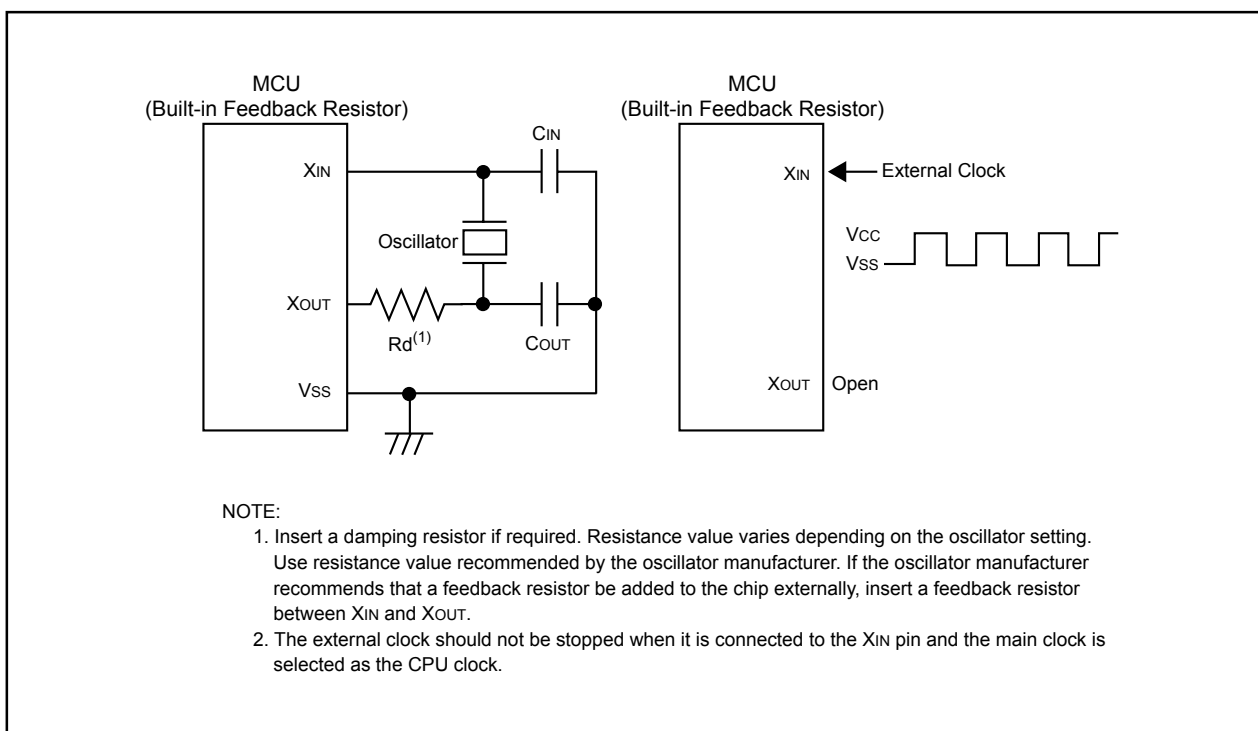 MCU
(Built-in Feedback Resistor)
XIN
CIN
Oscillator
XOUT
Rd(1)
COUT
VSS
MCU
(Built-in Feedback Resistor)
XIN
External Clock
VCC
VSS
XOUT
Open
NOTE:
1. Insert a damping resistor if required. Resistance value varies depending on the oscillator setting.
Use resistance value recommended by the oscillator manufacturer. If the oscillator manufacturer
recommends that a feedback resistor be added to the chip externally, insert a feedback resistor
between XIN and XOUT.
2. The external clock should not be stopped when it is connected to the XIN pin and the main clock is
selected as the CPU clock.